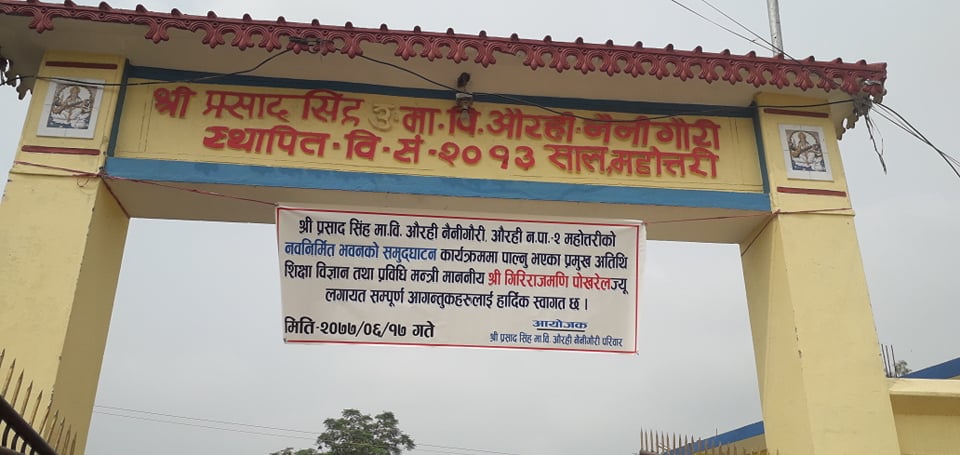 श्री प्रसाद सिंह उ. मा. वि. औरही नैनीगौरी
स्थापित-वि-सं-२०१३ साल, महोत्तरी
श्री प्रसाद सिंह मा.वि. औरही नैनीगौरी, औरही न.पा.-२ महोत्तरीको
नवनिर्मित भवनको समुद्घाटन कार्यक्रममा पाल्नु भएका प्रमुख अतिथि
शिक्षा विज्ञान तथा प्रविधि मन्त्री माननीय श्री गिरिराजमणि पोखरेलज्यू
लगायत सम्पूर्ण आगन्तुकहरुलाई हार्दिक स्वागत छ ।
मिति-२०७७/०६/१७ गते
आयोजक
श्री प्रसाद सिंह मा.वि. औरही नैनीगौरी परिवार